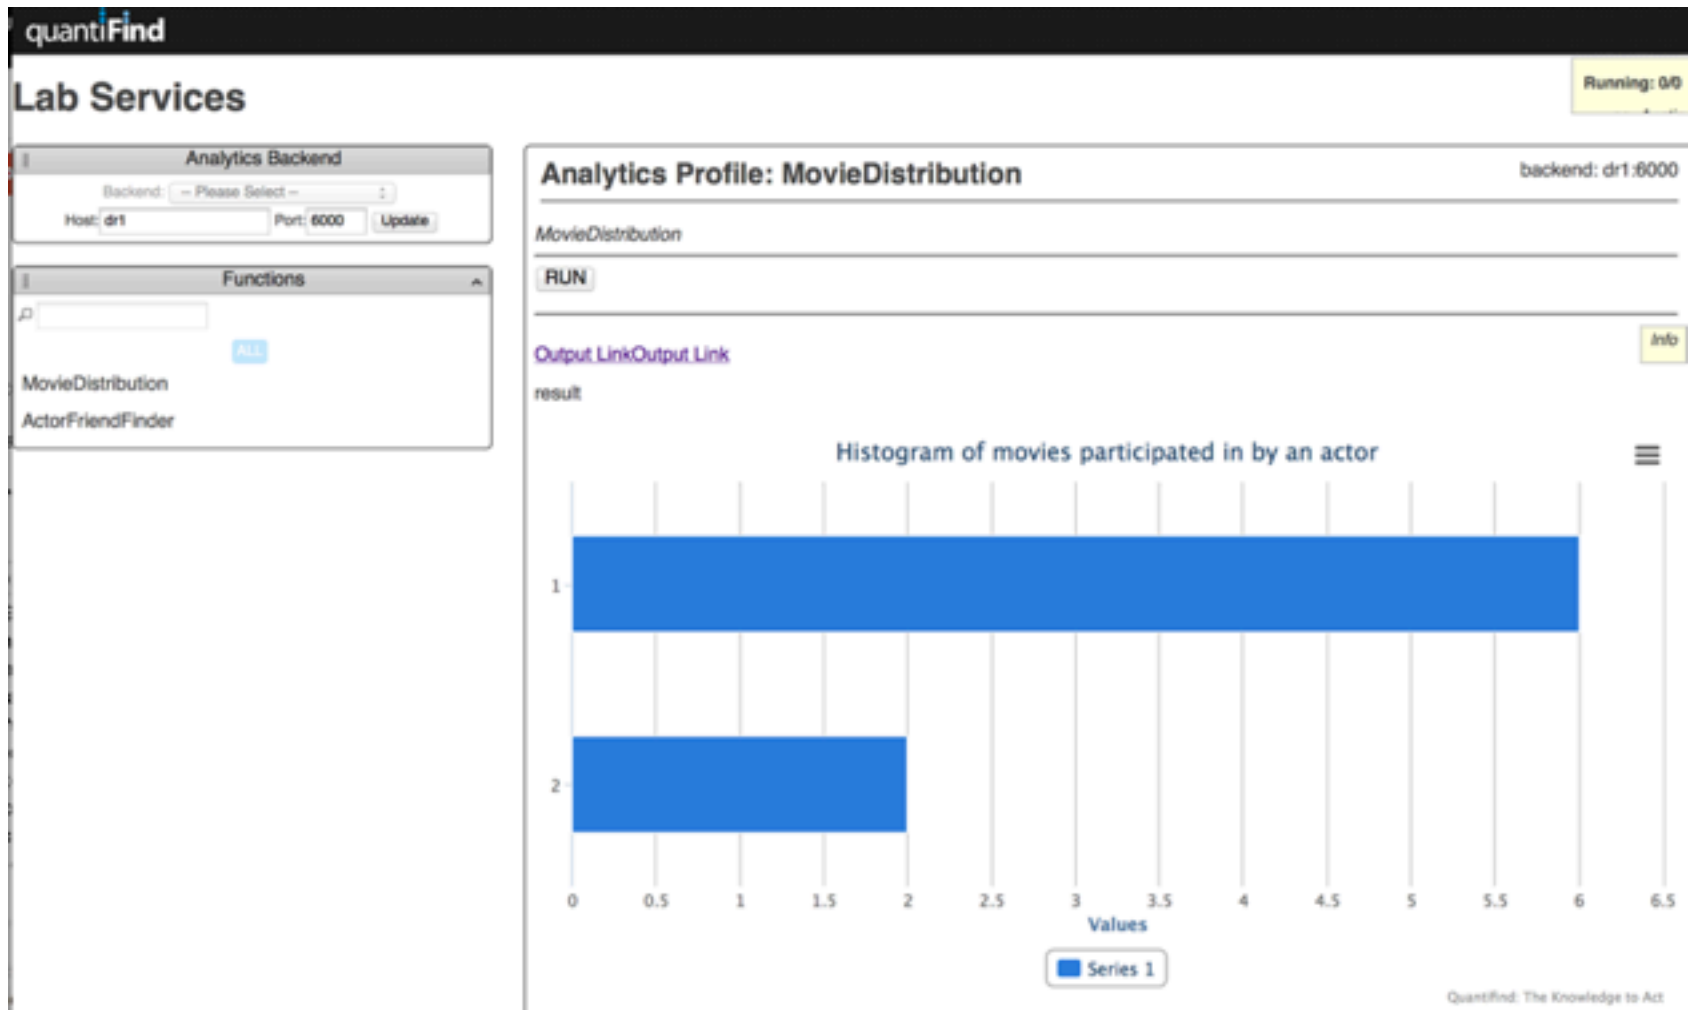 quantiFind
Lab Services
Running: 0/0
Analytics Backend
Backend: -- Please Select --
Host: dr1 Port: 6000 Update
Functions
ALL
MovieDistribution
ActorFriendFinder
Analytics Profile: MovieDistribution
backend: dr1:6000
MovieDistribution
RUN
Output LinkOutput Link
Info
result
Histogram of movies participated in by an actor
1
2
0 0.5 1 1.5 2 2.5 3 3.5 4 4.5 5 5.5 6 6.5
Values
Series 1
Quantifind: The Knowledge to Act